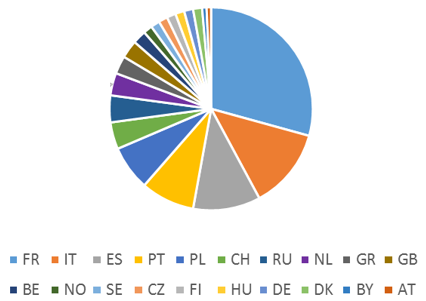 FR IT ES PT PL CH RU NL GR GB
BE NO SE CZ FI HU DE DK BY AT